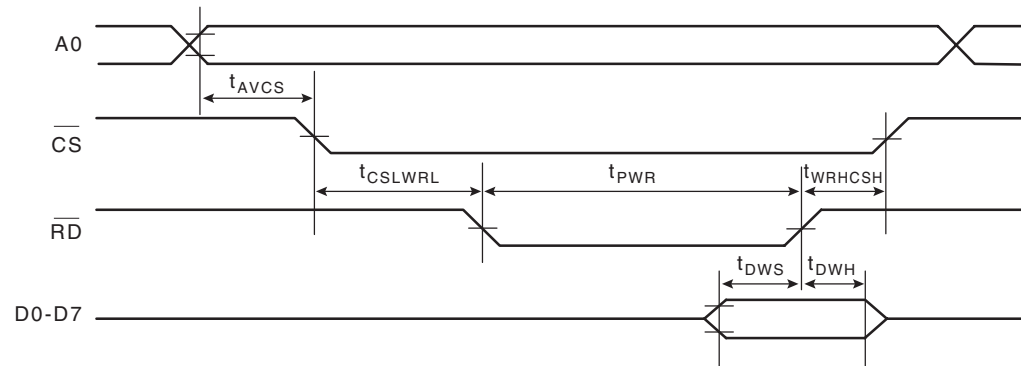 A0
tAVCS
CS
tCSLWRL tPWR tWRHCSH
RD
tDWS tDWH
D0-D7